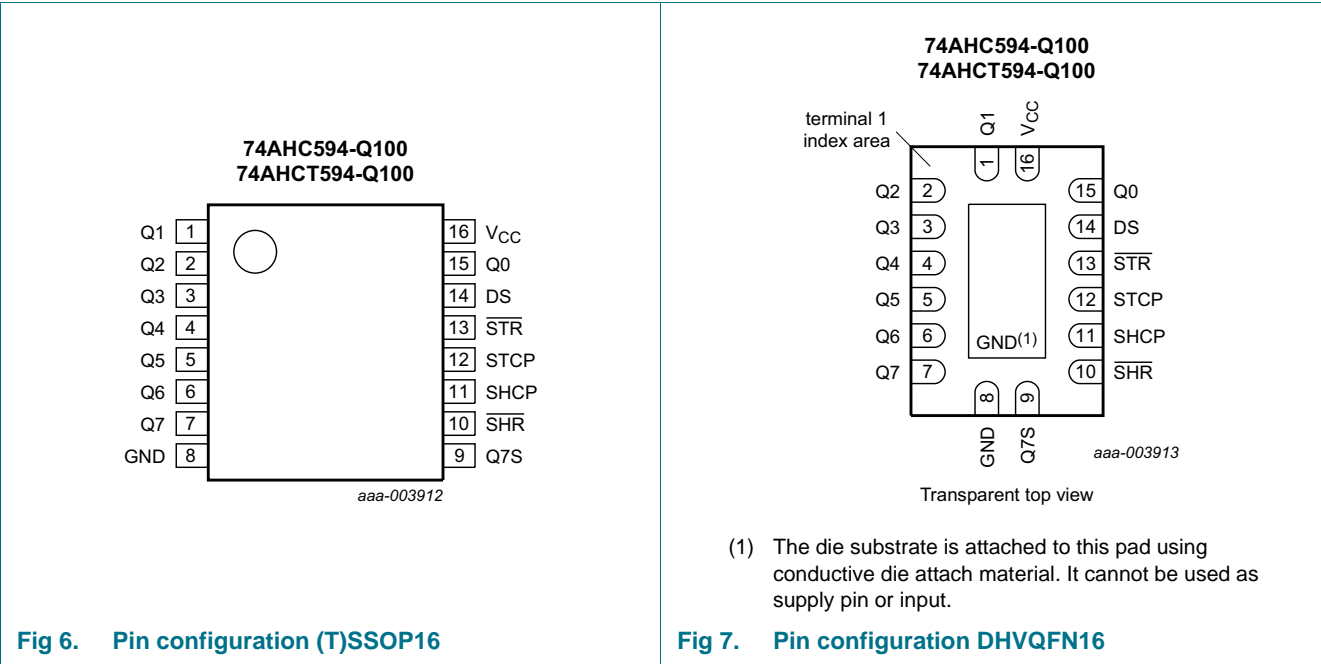 74AHC594-Q100
74AHCT594-Q100
Q1 1 16 VCC
Q2 2 15 Q0
Q3 3 14 DS
Q4 4 13 STR
Q5 5 12 STCP
Q6 6 11 SHCP
Q7 7 10 SHR
GND 8 9 Q7S
aaa-003912
Fig 6. Pin configuration (T)SSOP16
74AHC594-Q100
74AHCT594-Q100
terminal 1
index area
Q1 VCC
1 16
Q2 2 15 Q0
Q3 3 14 DS
Q4 4 13 STR
Q5 5 12 STCP
Q6 6 GND(1) 11 SHCP
Q7 7 10 SHR
8 9
GND Q7S
aaa-003913
Transparent top view
(1) The die substrate is attached to this pad using
conductive die attach material. It cannot be used as
supply pin or input.
Fig 7. Pin configuration DHVQFN16